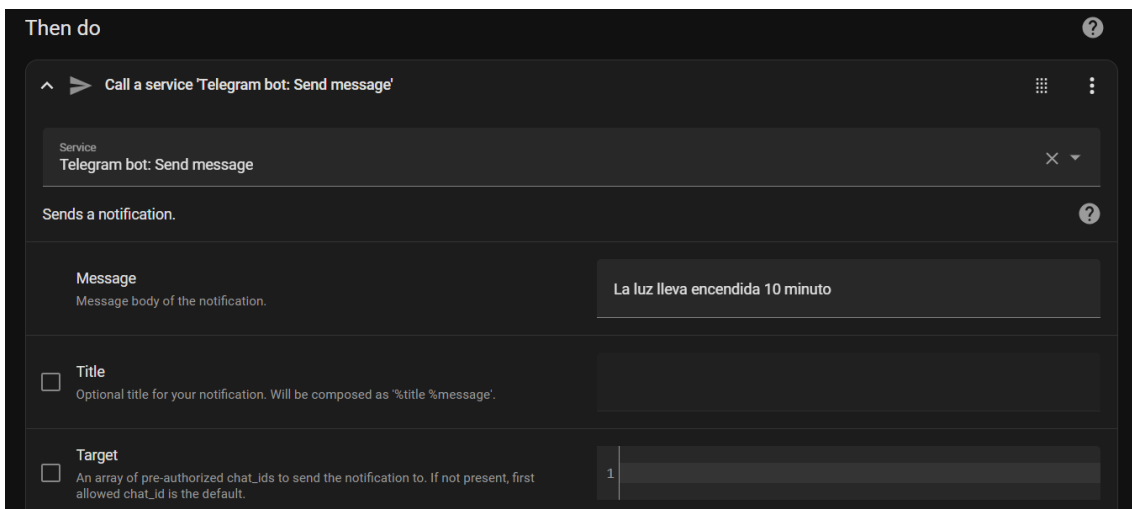 Then do
Call a service 'Telegram bot: Send message'
Service
Telegram bot: Send message
Sends a notification.
Message
Message body of the notification.
La luz lleva encendida 10 minuto
Title
Optional title for your notification. Will be composed as '%title %message'.
Target
An array of pre-authorized chat_ids to send the notification to. If not present, first
allowed chat_id is the default.
1